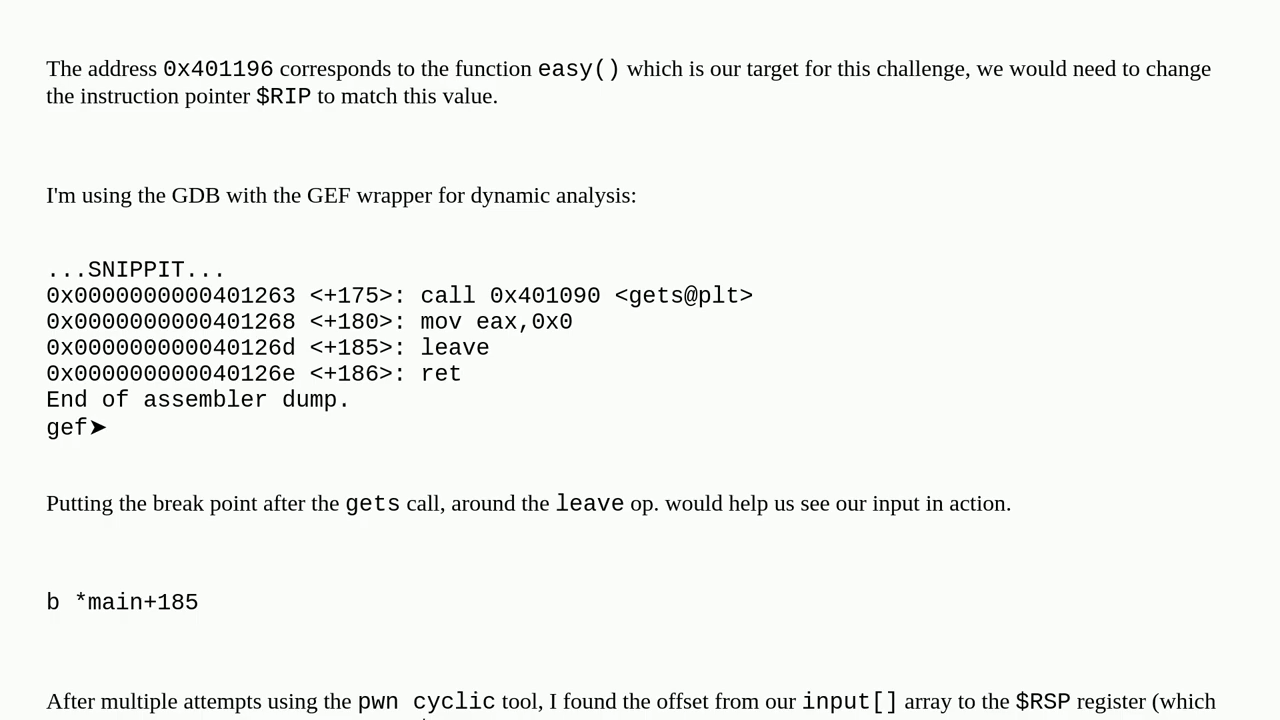 The address 0x401196 corresponds to the function easy() which is our target for this challenge, we would need to change
the instruction pointer $RIP to match this value.
I'm using the GDB with the GEF wrapper for dynamic analysis:
...SNIPPIT...
0x0000000000401263 <+175>: call 0x401090 <gets@plt>
0x0000000000401268 <+180>: mov eax,0x0
0x000000000040126d <+185>: leave
0x000000000040126e <+186>: ret
End of assembler dump.
gef➤
Putting the break point after the gets call, around the leave op. would help us see our input in action.
b *main+185
After multiple attempts using the pwn cyclic tool, I found the offset from our input[] array to the $RSP register (which